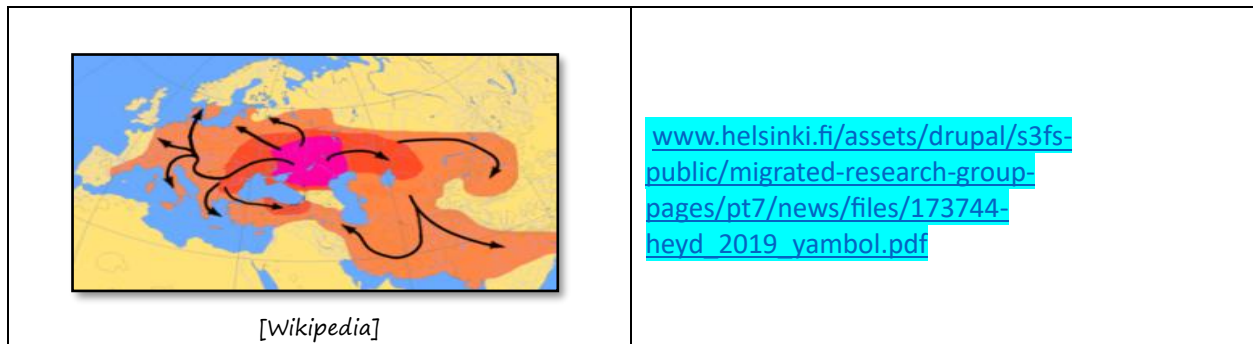 [Wikipedia]
www.helsinki.fi/assets/drupal/s3fs-
public/migrated-research-group-
pages/pt7/news/files/173744-
heyd_2019_yambol.pdf